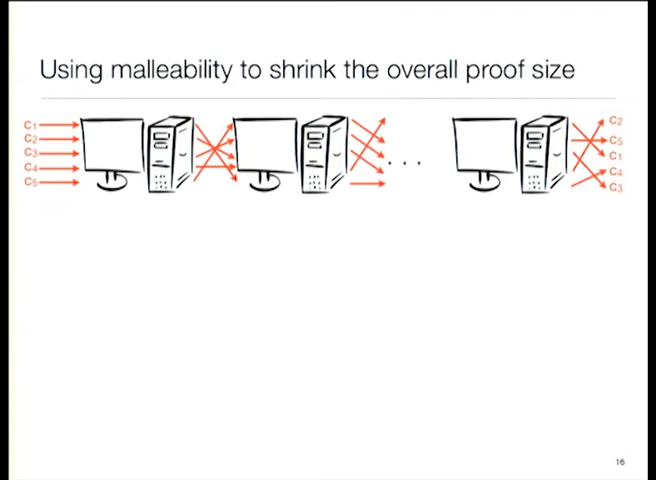 Using malleability to shrink the overall proof size
C1
C2
C3
C4
C5
. . .
C2
C5
C1
C4
C3
16